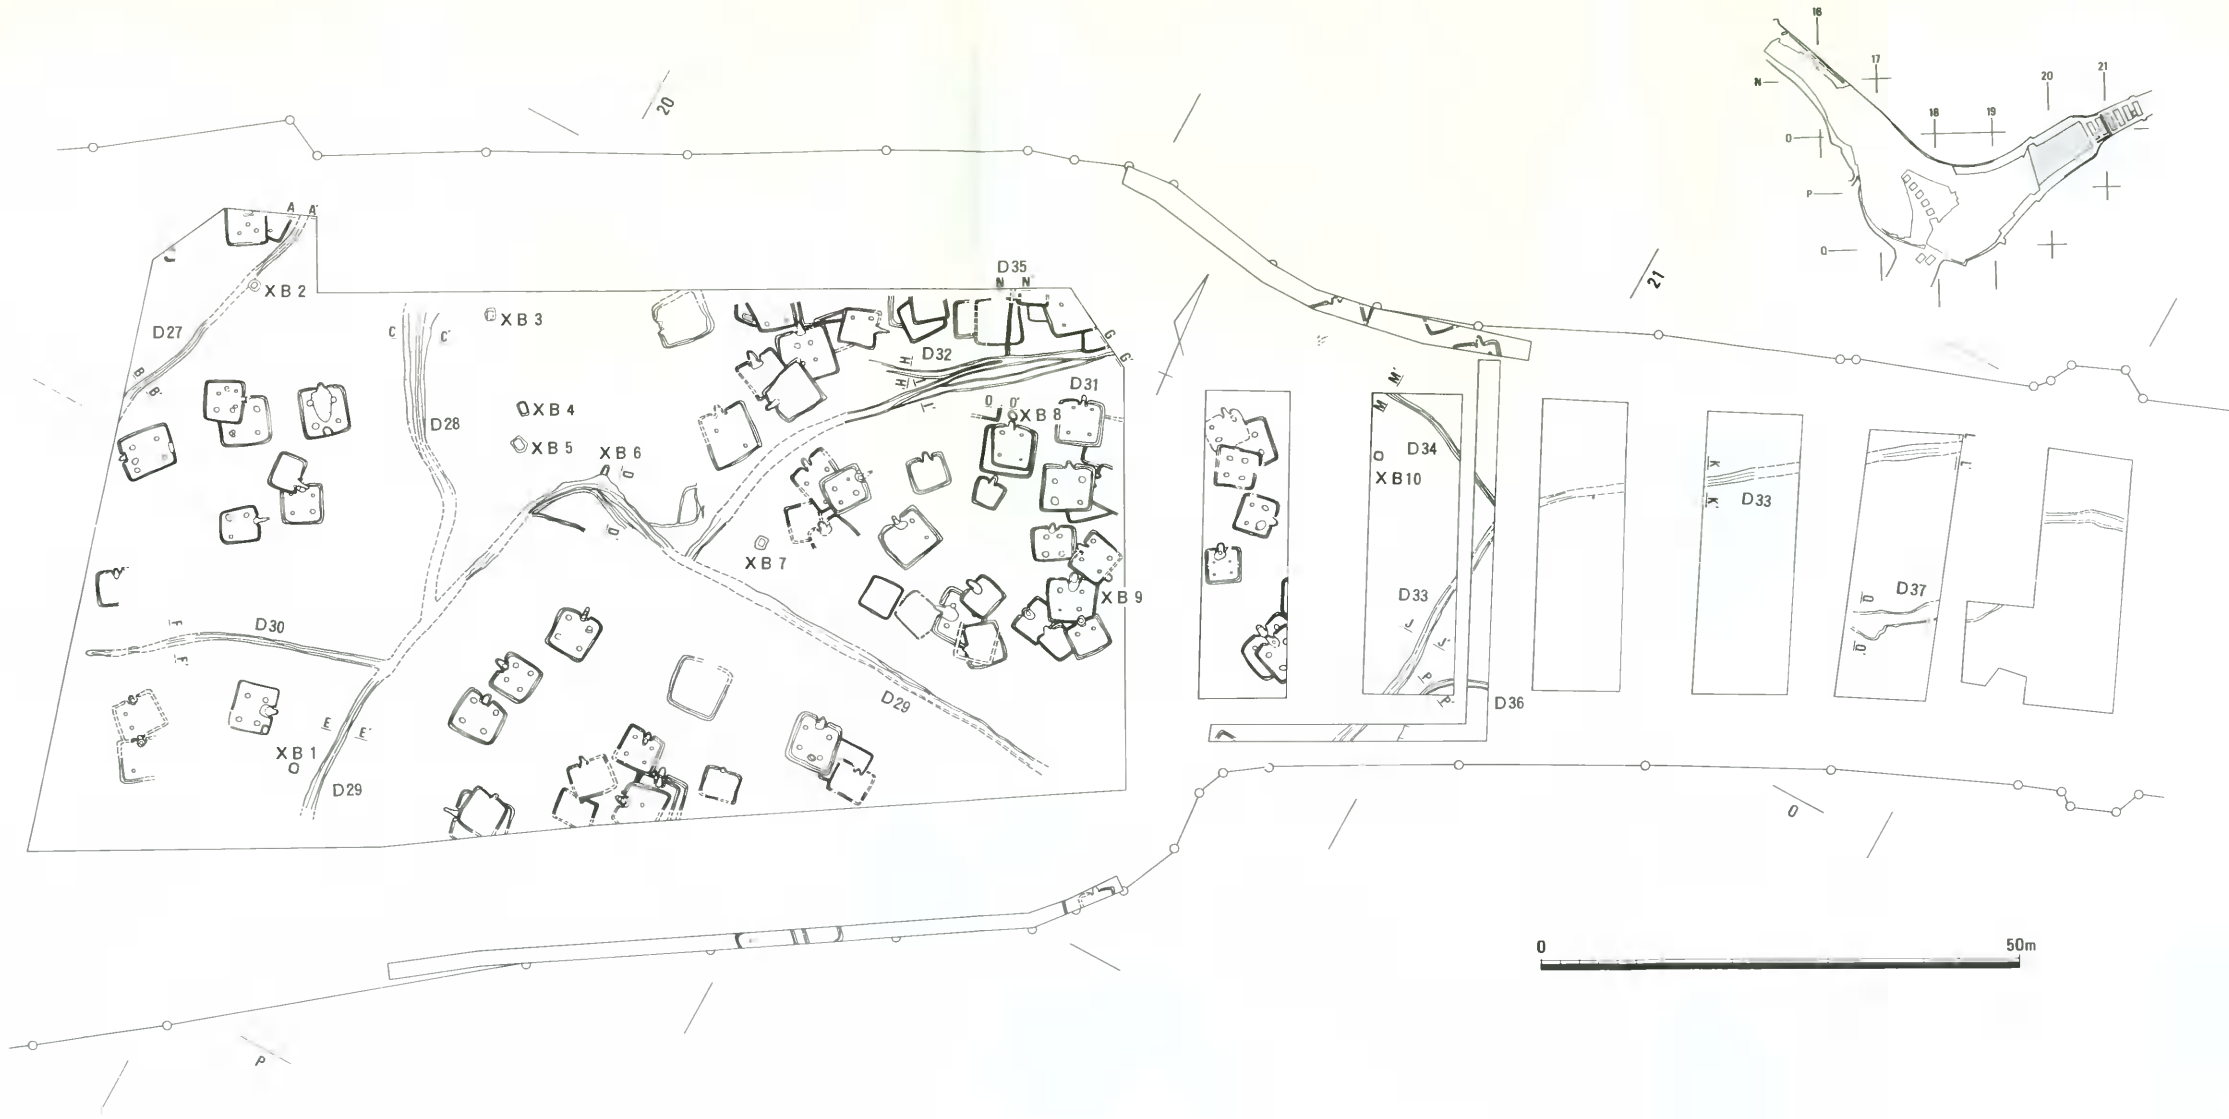 16
17
20
21
18
19
N
O
P
Q
20
21
A A'
XB2
D27
B B'
C C'
XB3
D28
XB4
XB5
XB6
D D'
D35
N N'
G G'
H H'
D32
I I'
D31
Q Q'
XB8
XB7
XB9
D30
F F'
E E'
XB1
D29
D29
M M'
D34
XB10
D33
J J'
P P'
D36
K K'
D33
L L'
D37
O O'
O
P
0 50m